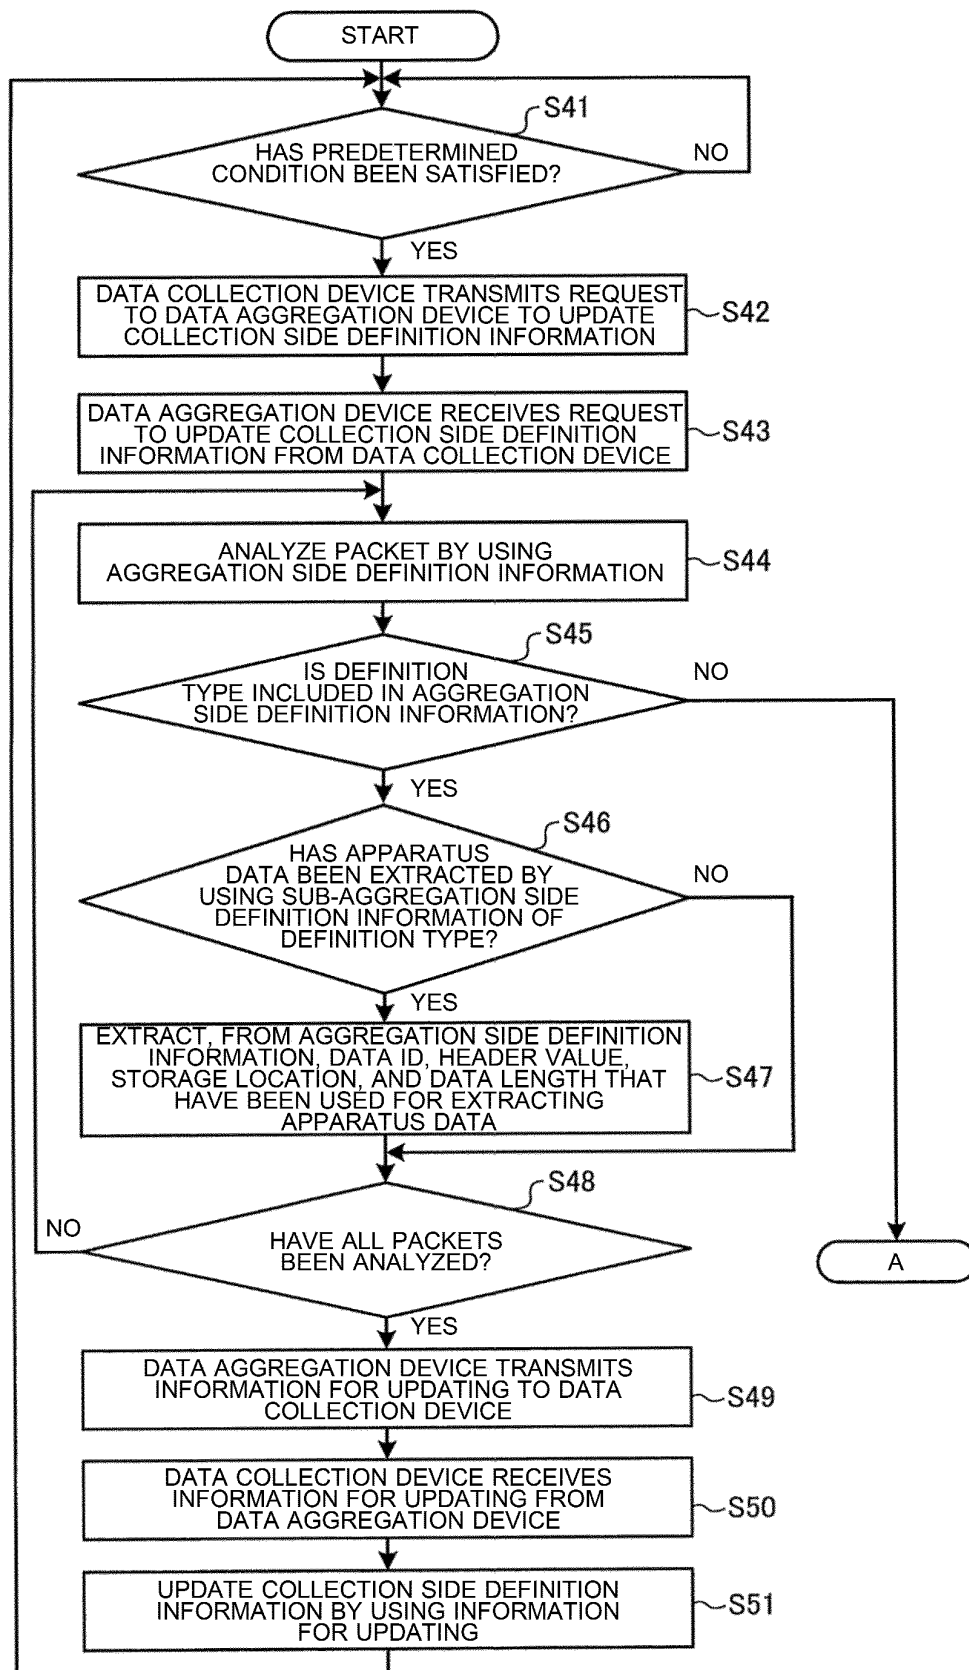 START
S41
HAS PREDETERMINED
CONDITION BEEN SATISFIED?
NO
YES
DATA COLLECTION DEVICE TRANSMITS REQUEST
TO DATA AGGREGATION DEVICE TO UPDATE
COLLECTION SIDE DEFINITION INFORMATION
S42
DATA AGGREGATION DEVICE RECEIVES REQUEST
TO UPDATE COLLECTION SIDE DEFINITION
INFORMATION FROM DATA COLLECTION DEVICE
S43
ANALYZE PACKET BY USING
AGGREGATION SIDE DEFINITION INFORMATION
S44
S45
IS DEFINITION
TYPE INCLUDED IN AGGREGATION
SIDE DEFINITION INFORMATION?
NO
YES
S46
HAS APPARATUS
DATA BEEN EXTRACTED BY
USING SUB-AGGREGATION SIDE
DEFINITION INFORMATION OF
DEFINITION TYPE?
NO
YES
EXTRACT, FROM AGGREGATION SIDE DEFINITION
INFORMATION, DATA ID, HEADER VALUE,
STORAGE LOCATION, AND DATA LENGTH THAT
HAVE BEEN USED FOR EXTRACTING
APPARATUS DATA
S47
S48
NO
HAVE ALL PACKETS
BEEN ANALYZED?
A
YES
DATA AGGREGATION DEVICE TRANSMITS
INFORMATION FOR UPDATING TO DATA
COLLECTION DEVICE
S49
DATA COLLECTION DEVICE RECEIVES
INFORMATION FOR UPDATING FROM
DATA AGGREGATION DEVICE
S50
UPDATE COLLECTION SIDE DEFINITION
INFORMATION BY USING INFORMATION
FOR UPDATING
S51